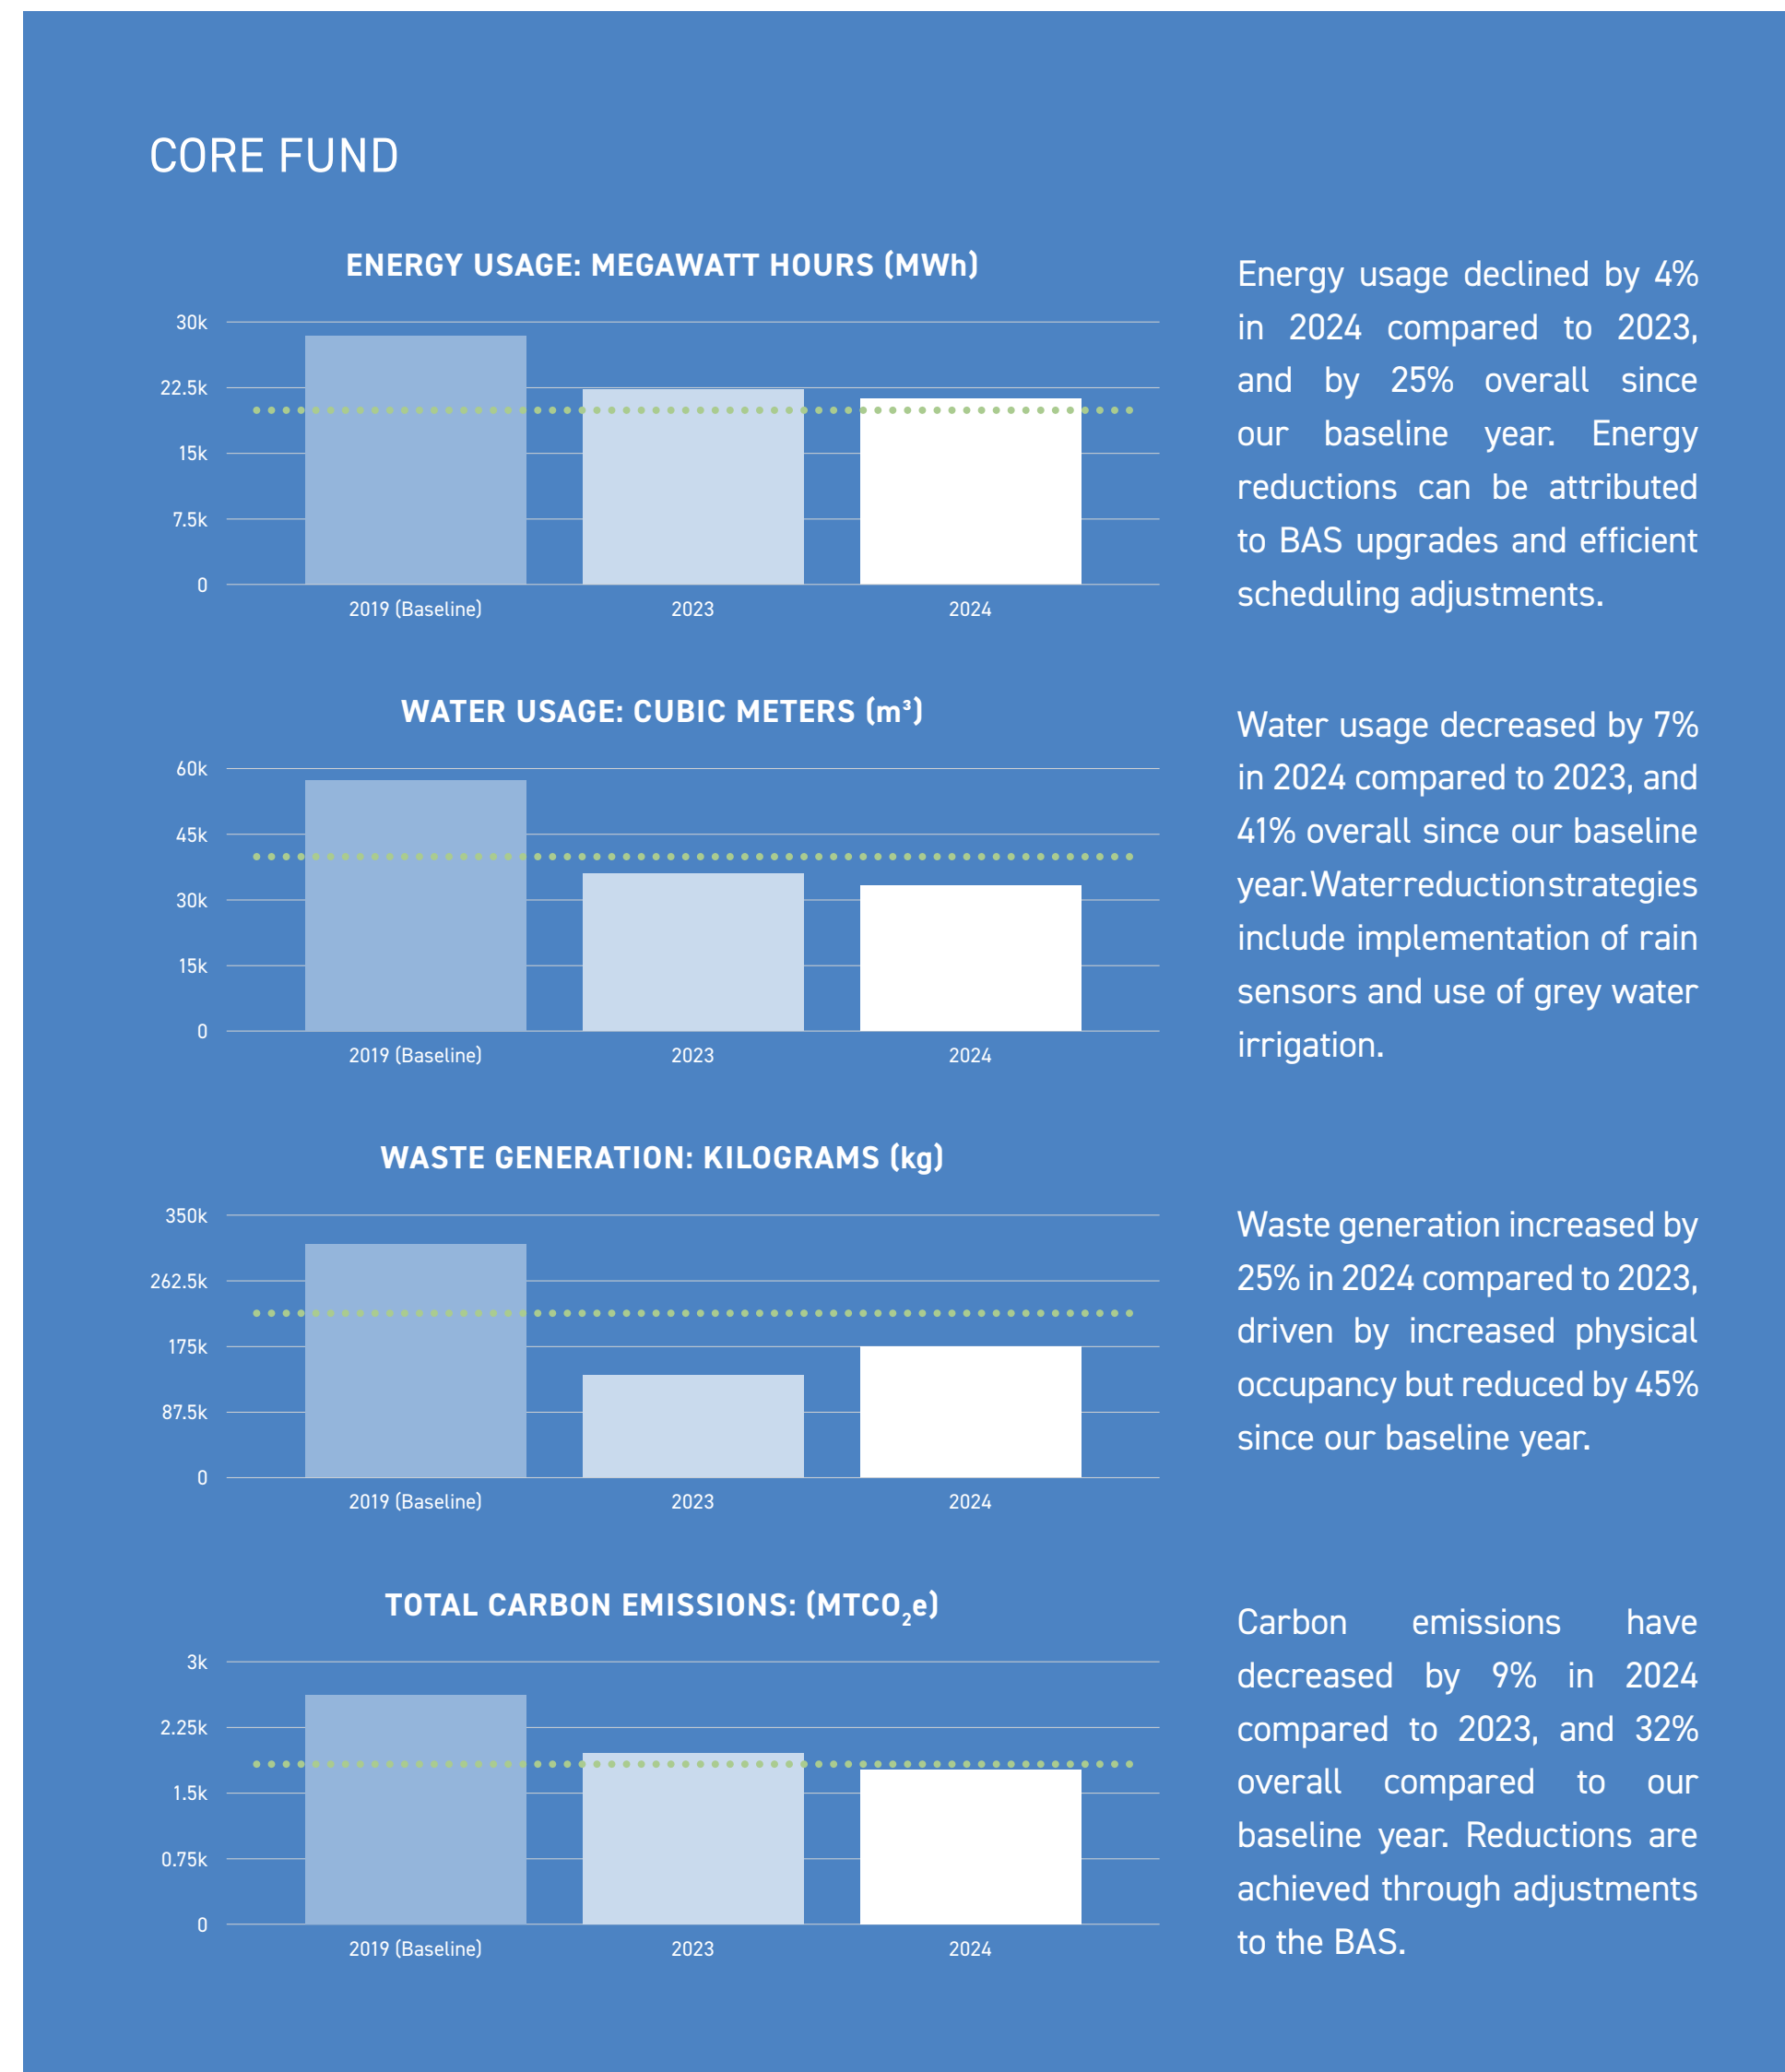 CORE FUND
ENERGY USAGE: MEGAWATT HOURS (MWh)
30k
22.5k
15k
7.5k
0
2019 (Baseline)
2023
2024
Energy usage declined by 4%
in 2024 compared to 2023,
and by 25% overall since
our baseline year. Energy
reductions can be attributed
to BAS upgrades and efficient
scheduling adjustments.
WATER USAGE: CUBIC METERS (m³)
60k
45k
30k
15k
0
2019 (Baseline)
2023
2024
Water usage decreased by 7%
in 2024 compared to 2023, and
41% overall since our baseline
year. Water reduction strategies
include implementation of rain
sensors and use of grey water
irrigation.
WASTE GENERATION: KILOGRAMS (kg)
350k
262.5k
175k
87.5k
0
2019 (Baseline)
2023
2024
Waste generation increased by
25% in 2024 compared to 2023,
driven by increased physical
occupancy but reduced by 45%
since our baseline year.
TOTAL CARBON EMISSIONS: (MTCO₂e)
3k
2.25k
1.5k
0.75k
0
2019 (Baseline)
2023
2024
Carbon emissions have
decreased by 9% in 2024
compared to 2023, and 32%
overall compared to our
baseline year. Reductions are
achieved through adjustments
to the BAS.